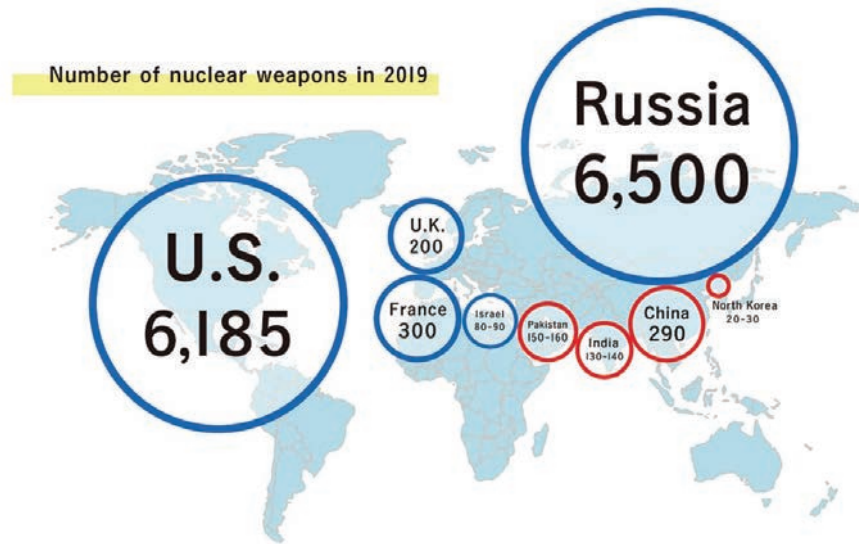 Number of nuclear weapons in 2019
Russia
6,500
U.S.
6,185
U.K.
200
France
300
Israel
80-90
Pakistan
150-160
India
130-140
China
290
North Korea
20-30